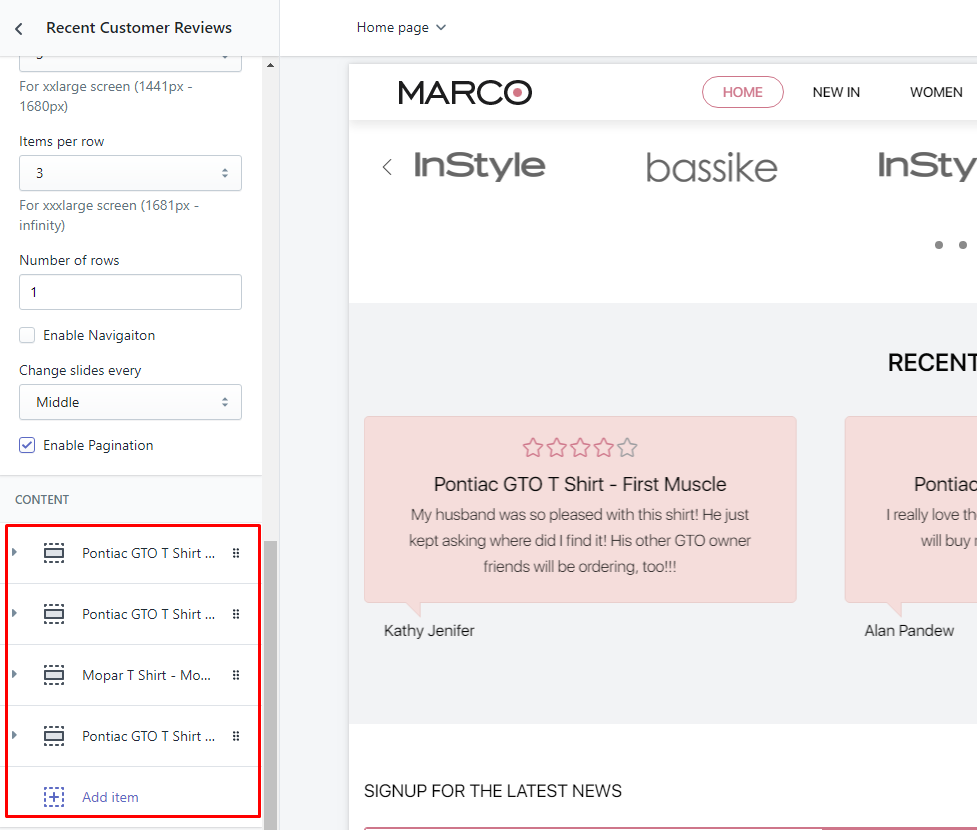 Recent Customer Reviews
Home page
For xxlarge screen (1441px -
1680px)
Items per row
3
For xxxlarge screen (1681px -
infinity)
Number of rows
1
Enable Navigaiton
Change slides every
Middle
Enable Pagination
CONTENT
Pontiac GTO T Shirt ...
Pontiac GTO T Shirt ...
Mopar T Shirt - Mo...
Pontiac GTO T Shirt ...
Add item
MARCO
HOME
NEW IN
WOMEN
InStyle
bassike
InSty
RECENT
Pontiac GTO T Shirt - First Muscle
My husband was so pleased with this shirt! He just
kept asking where did I find it! His other GTO owner
friends will be ordering, too!!!
Kathy Jenifer
Pontiac
I really love th
will buy
Alan Pandew
SIGNUP FOR THE LATEST NEWS